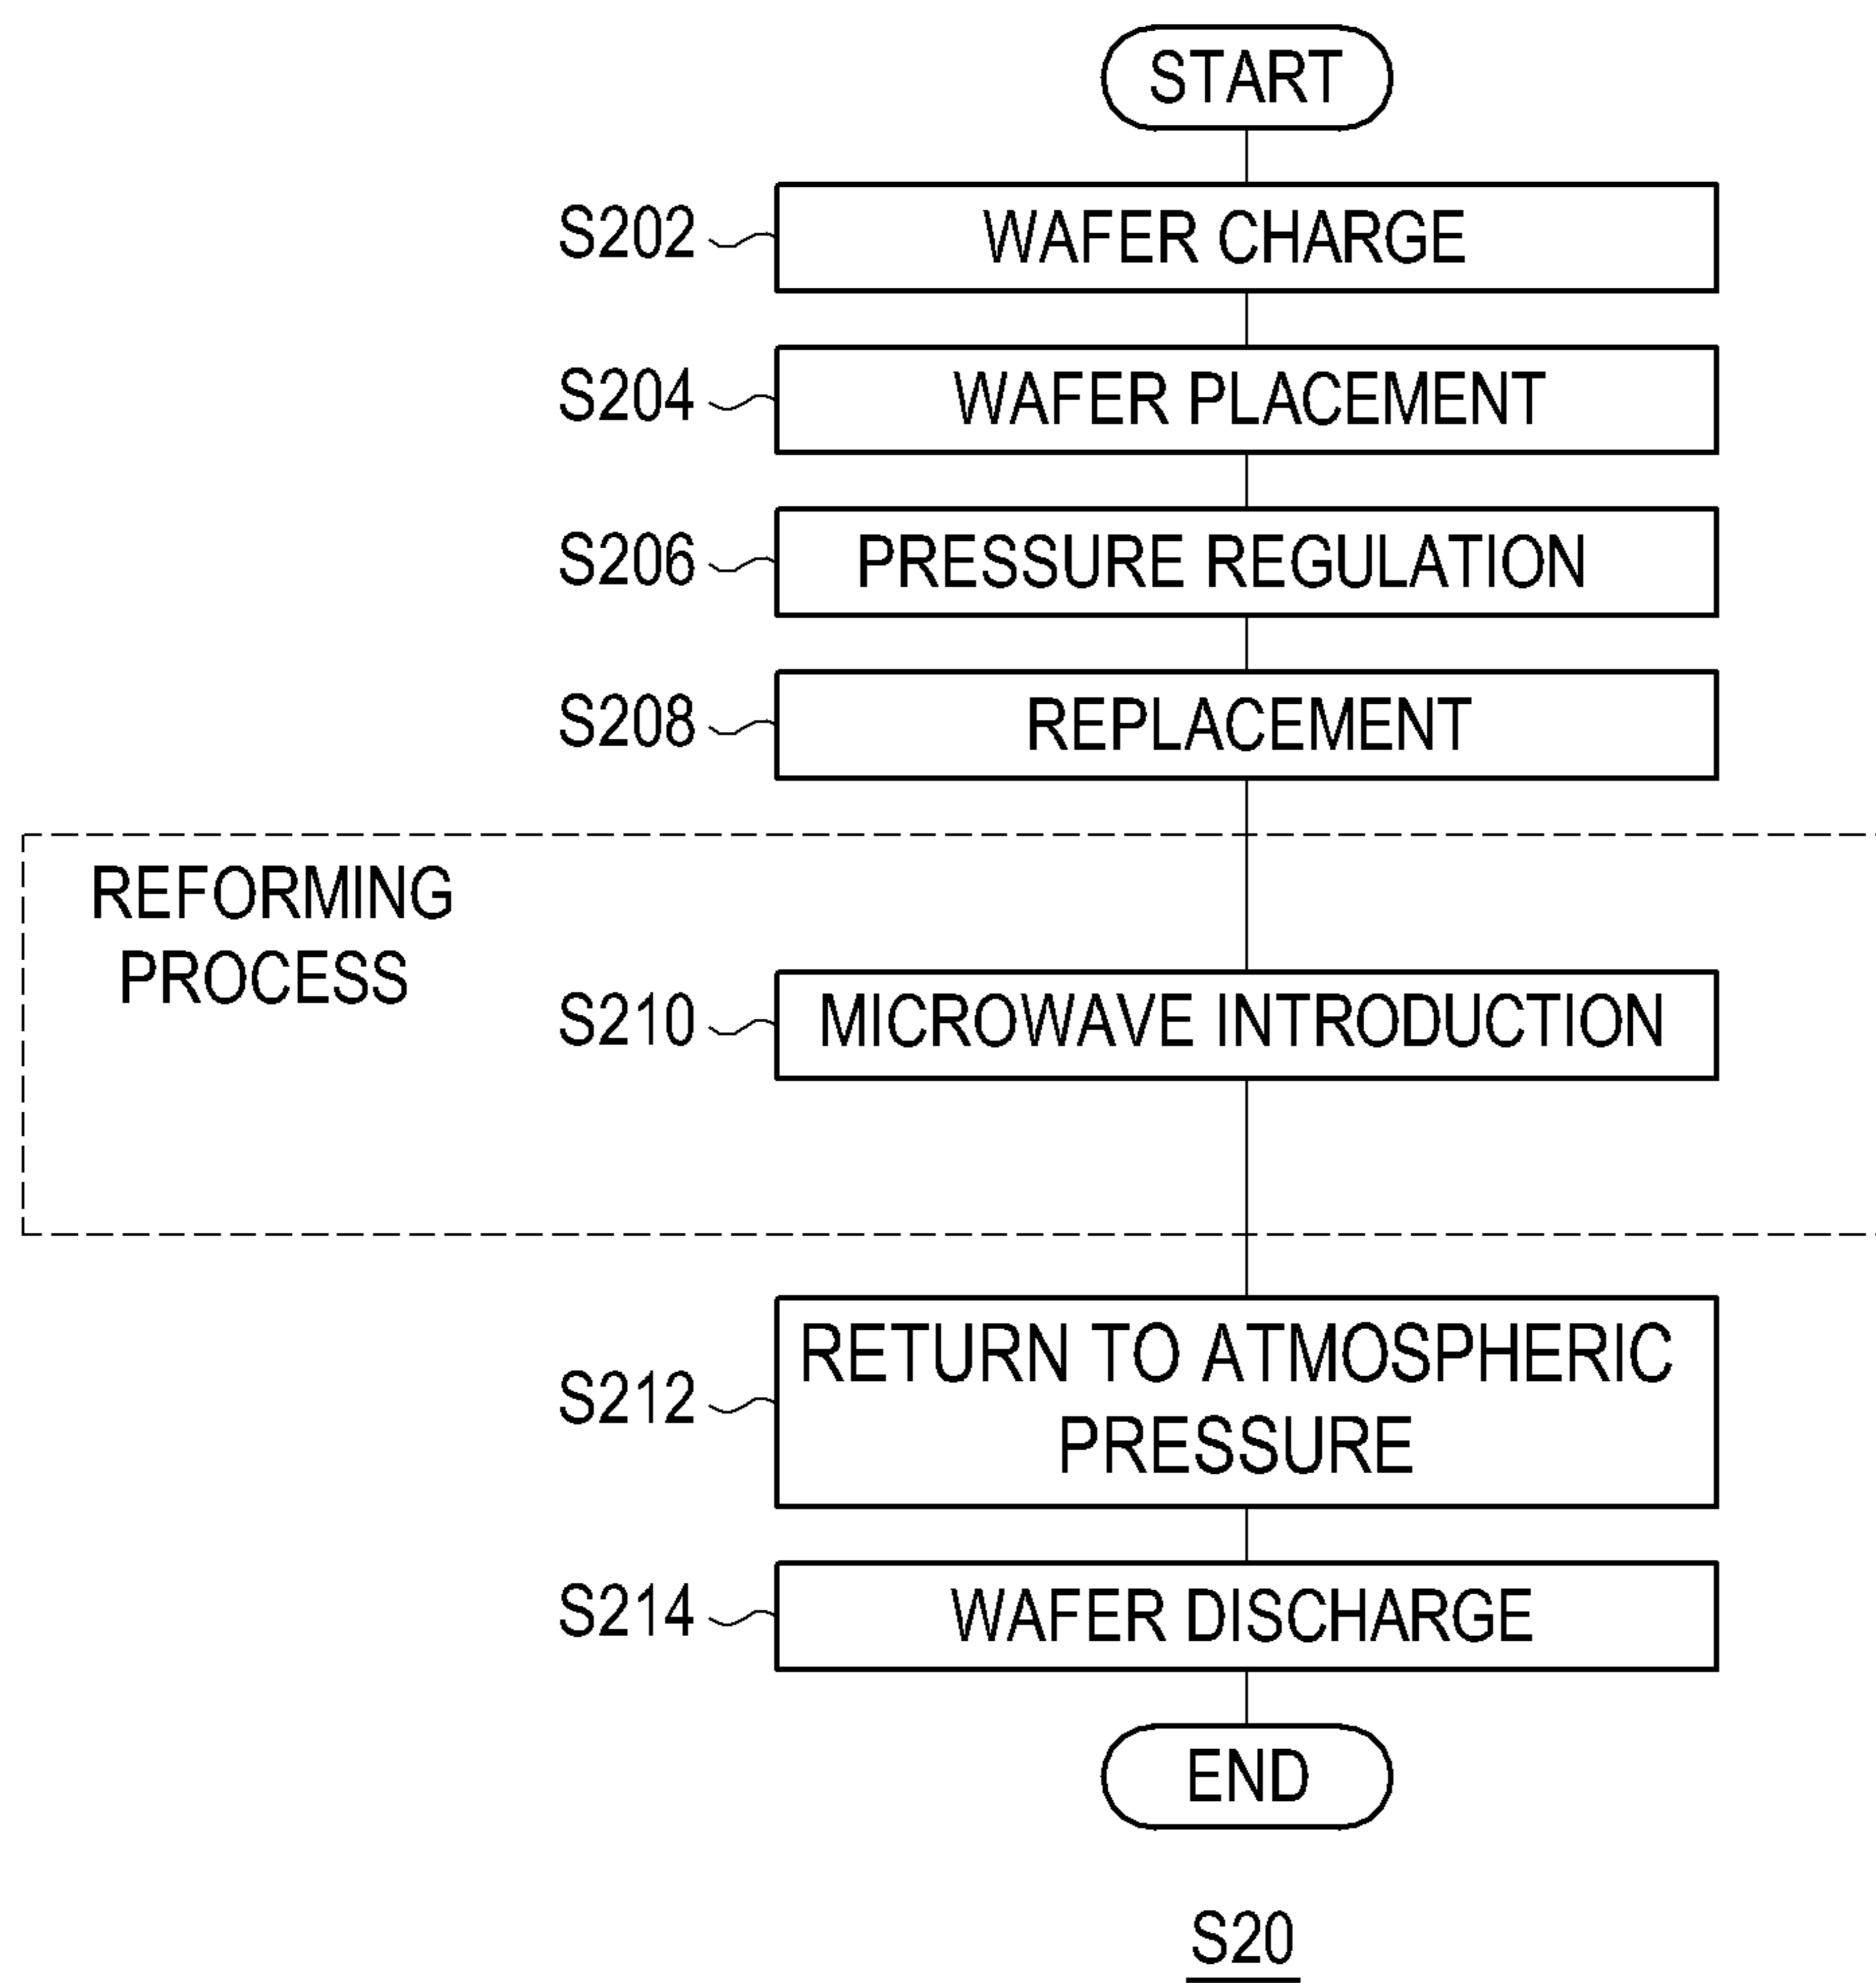 START
S202 WAFER CHARGE
S204 WAFER PLACEMENT
S206 PRESSURE REGULATION
S208 REPLACEMENT
REFORMING
PROCESS
S210 MICROWAVE INTRODUCTION
RETURN TO ATMOSPHERIC
S212
PRESSURE
S214 WAFER DISCHARGE
END
S20